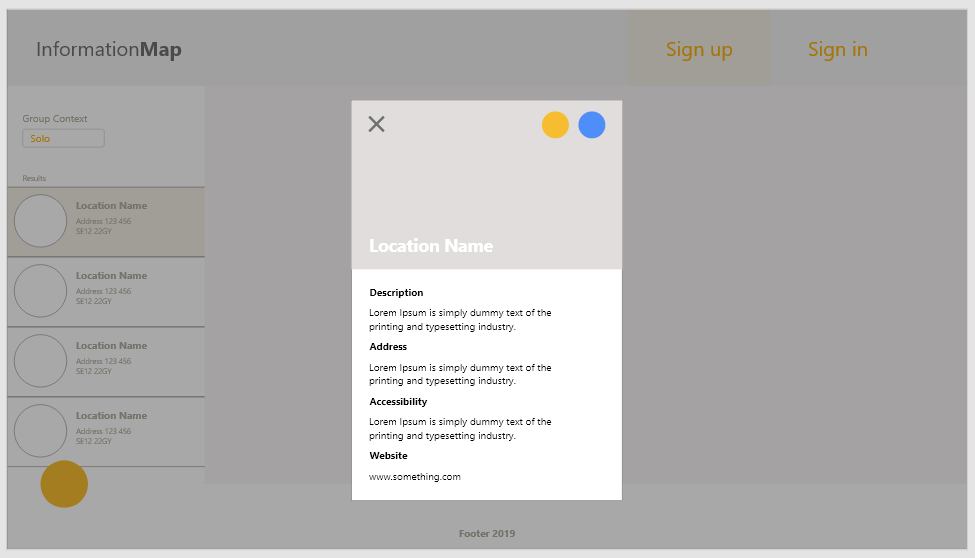 InformationMap
Sign up
Sign in
Group Context
Solo
Results
Location Name
Address 123 456
SE12 22GY
Location Name
Address 123 456
SE12 22GY
Location Name
Address 123 456
SE12 22GY
Location Name
Address 123 456
SE12 22GY
Location Name
Description
Lorem Ipsum is simply dummy text of the
printing and typesetting industry.
Address
Lorem Ipsum is simply dummy text of the
printing and typesetting industry.
Accessibility
Lorem Ipsum is simply dummy text of the
printing and typesetting industry.
Website
www.something.com
Footer 2019